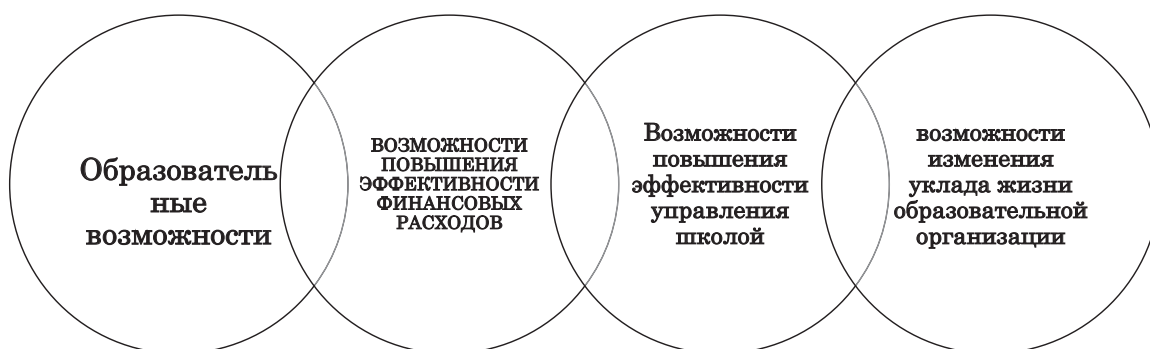 Образователь
ные
возможности
ВОЗМОЖНОСТИ
ПОВЫШЕНИЯ
ЭФФЕКТИВНОСТИ
ФИНАНСОВЫХ
РАСХОДОВ
Возможности
повышения
эффективности
управления
школой
возможности
изменения
уклада жизни
образовательной
организации